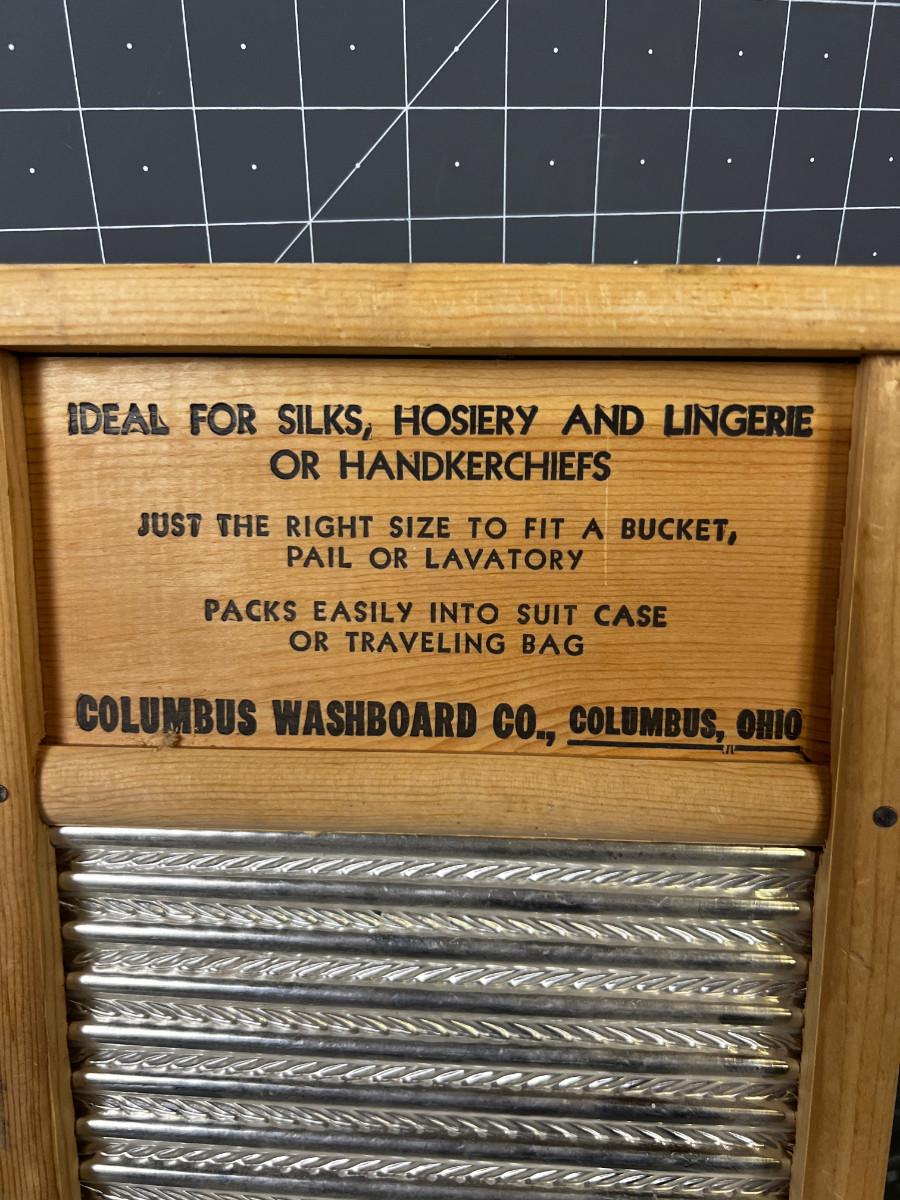 IDEAL FOR SILKS, HOSIERY AND LINGERIE
OR HANDKERCHIEFS
JUST THE RIGHT SIZE TO FIT A BUCKET,
PAIL OR LAVATORY
PACKS EASILY INTO SUIT CASE
OR TRAVELING BAG
COLUMBUS WASHBOARD CO., COLUMBUS, OHIO